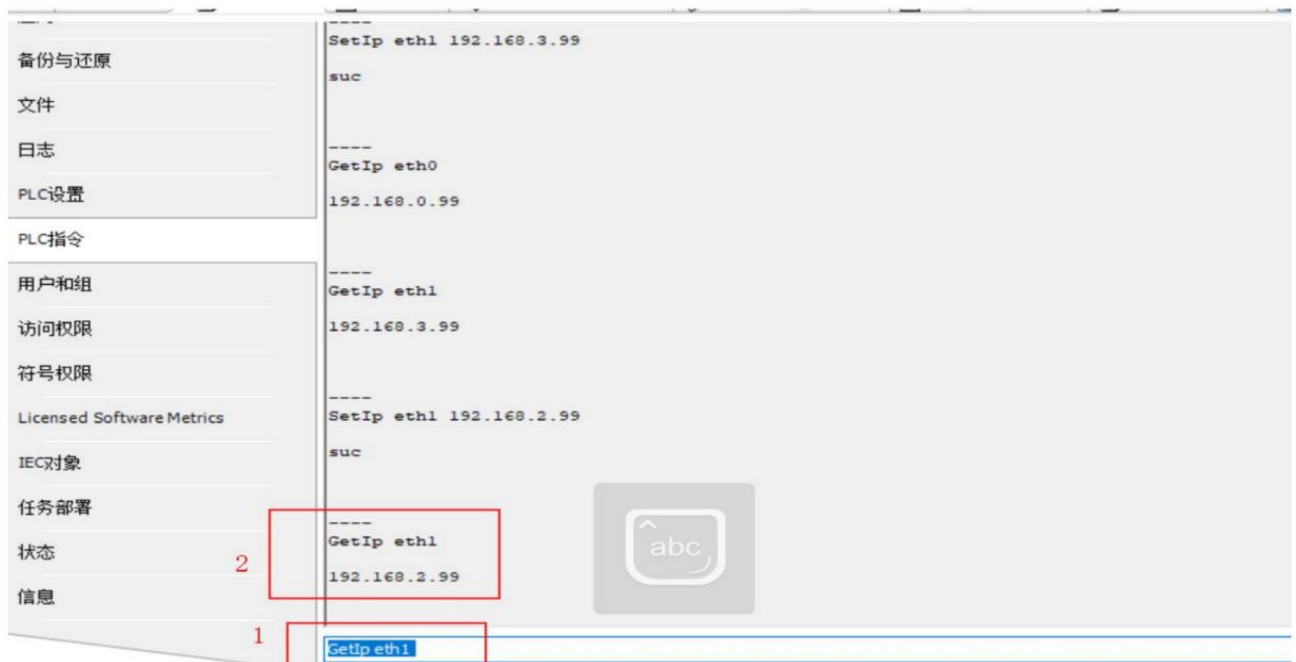 备份与还原
文件
日志
PLC设置
PLC指令
用户和组
访问权限
符号权限
Licensed Software Metrics
IEC对象
任务部署
状态
信息
----
SetIp eth1 192.168.3.99
suc
----
GetIp eth0
192.168.0.99
----
GetIp eth1
192.168.3.99
----
SetIp eth1 192.168.2.99
suc
----
GetIp eth1
192.168.2.99
2
abc
1
GetIp eth1